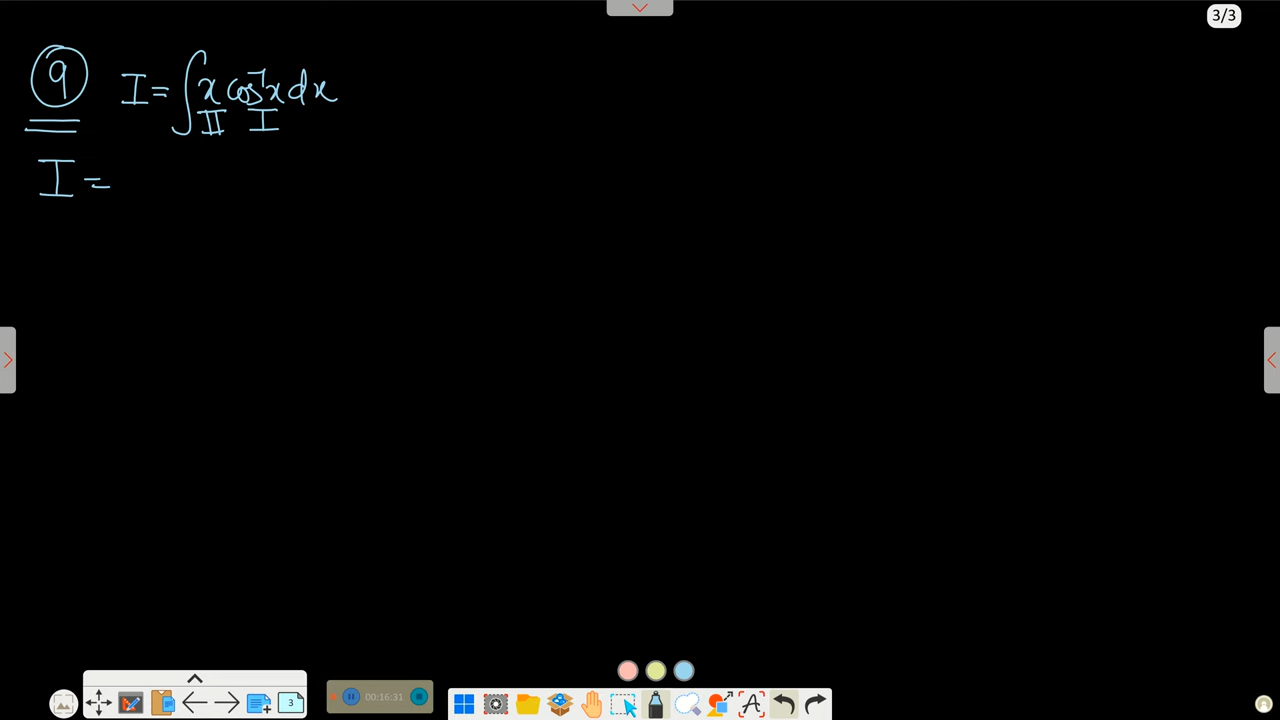 3/3
9 I = ∫ x cos⁻¹x dx
II I
I =
00:16:31
3